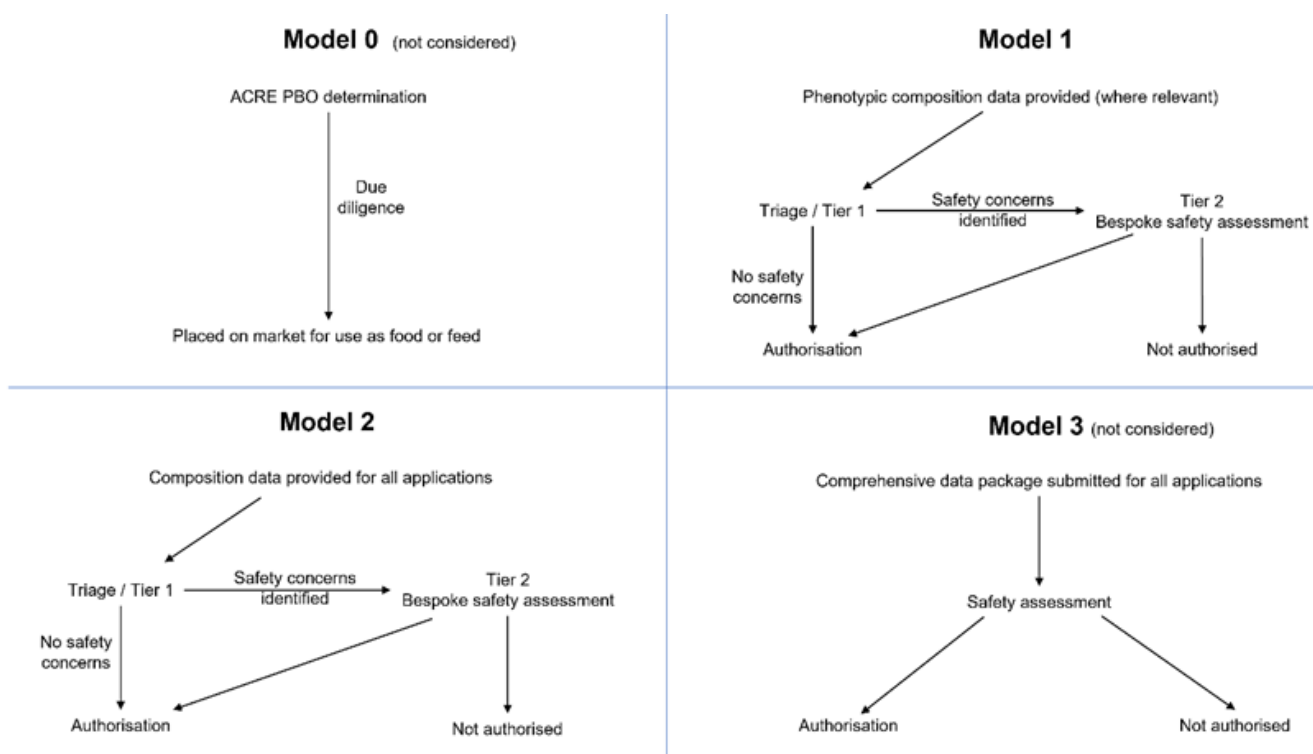 Model 0 (not considered)
ACRE PBO determination
Due
diligence
Placed on market for use as food or feed
Model 1
Phenotypic composition data provided (where relevant)
Triage / Tier 1
Safety concerns
identified
Tier 2
Bespoke safety assessment
No safety
concerns
Authorisation
Not authorised
Model 2
Composition data provided for all applications
Triage / Tier 1
Safety concerns
identified
Tier 2
Bespoke safety assessment
No safety
concerns
Authorisation
Not authorised
Model 3 (not considered)
Comprehensive data package submitted for all applications
Safety assessment
Authorisation
Not authorised